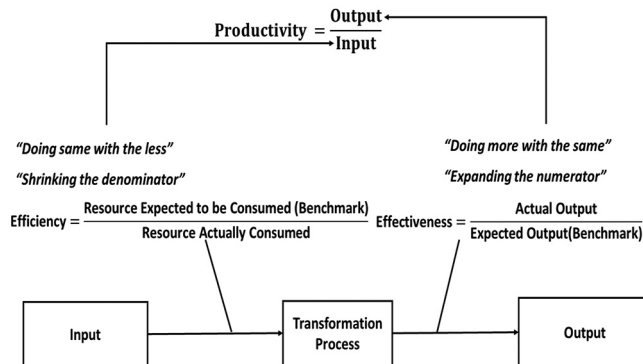 Productivity = Output / Input
“Doing same with the less”
“Shrinking the denominator”
Efficiency = Resource Expected to be Consumed (Benchmark) / Resource Actually Consumed
“Doing more with the same”
“Expanding the numerator”
Effectiveness = Actual Output / Expected Output(Benchmark)
Input
Transformation
Process
Output